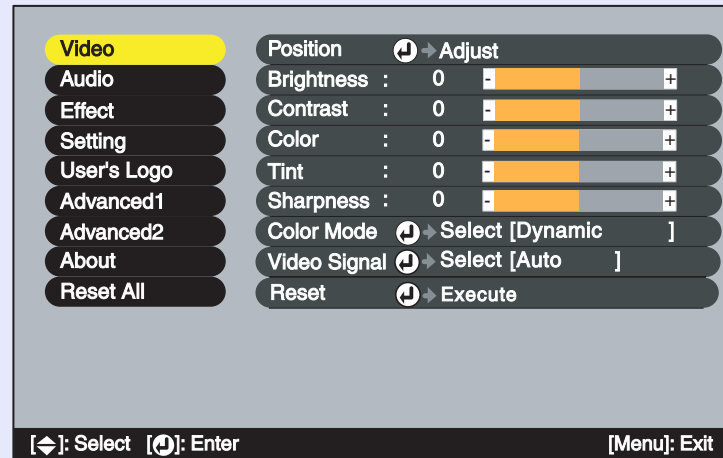 Video
Audio
Effect
Setting
User's Logo
Advanced1
Advanced2
About
Reset All
Position Adjust
Brightness : 0 - +
Contrast : 0 - +
Color : 0 - +
Tint : 0 - +
Sharpness : 0 - +
Color Mode Select [Dynamic ]
Video Signal Select [Auto ]
Reset Execute
[ ]: Select [ ]: Enter [Menu]: Exit